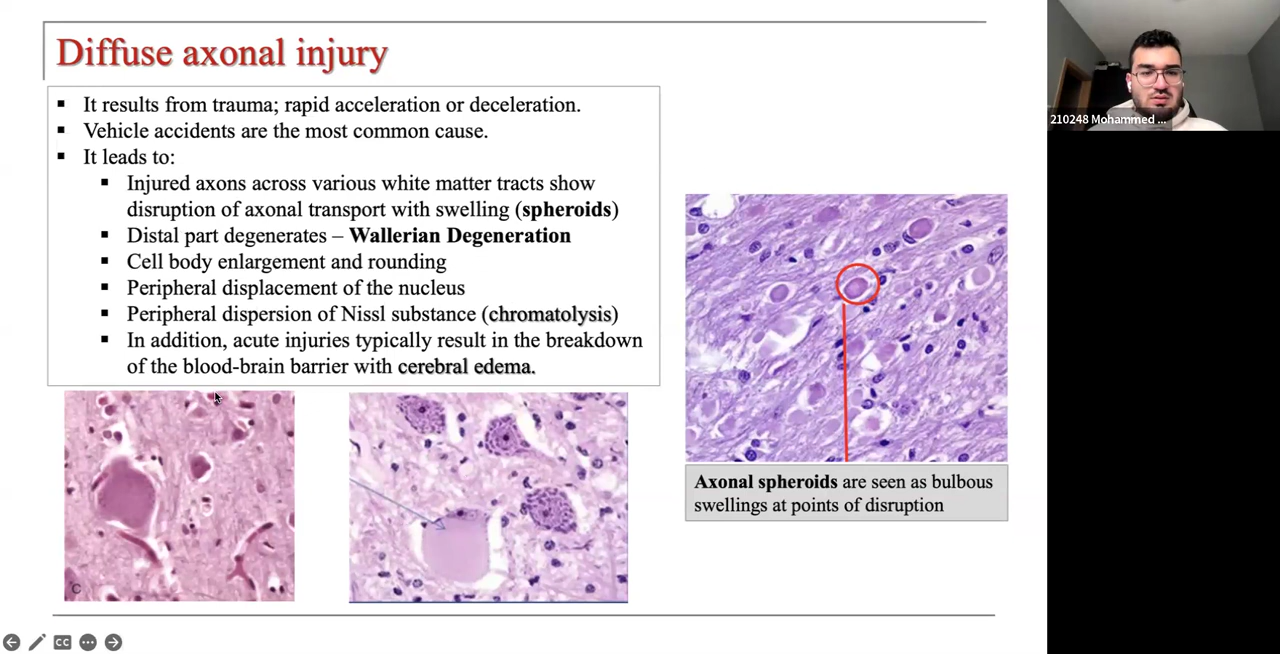 Diffuse axonal injury
▪ It results from trauma; rapid acceleration or deceleration.
▪ Vehicle accidents are the most common cause.
▪ It leads to:
▪ Injured axons across various white matter tracts show
disruption of axonal transport with swelling (spheroids)
▪ Distal part degenerates – Wallerian Degeneration
▪ Cell body enlargement and rounding
▪ Peripheral displacement of the nucleus
▪ Peripheral dispersion of Nissl substance (chromatolysis)
▪ In addition, acute injuries typically result in the breakdown
of the blood-brain barrier with cerebral edema.
C
Axonal spheroids are seen as bulbous
swellings at points of disruption
210248 Mohammed ...
CC